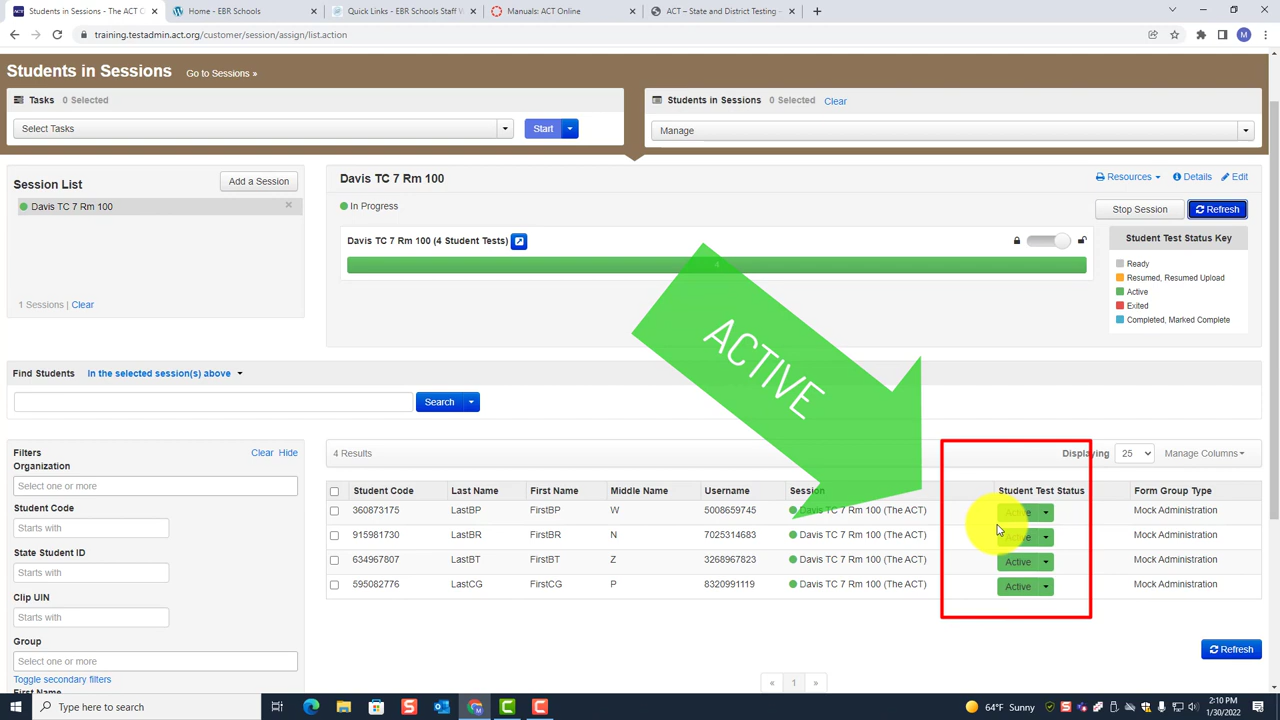 Students in Sessions - The ACT O
Home - EBR Schools
Quick Links - EBR Schools Staff W
Manuals: ACT Online
ACT – State and District Testing -
training.testadmin.act.org/customer/session/assign/list.action
M
Students in Sessions
Go to Sessions »
Tasks 0 Selected
Students in Sessions 0 Selected Clear
Select Tasks
Start
Manage
Session List
Add a Session
Davis TC 7 Rm 100
1 Sessions | Clear
Davis TC 7 Rm 100
Resources
Details
Edit
In Progress
Stop Session
Refresh
Davis TC 7 Rm 100 (4 Student Tests)
4
Student Test Status Key
Ready
Resumed, Resumed Upload
Active
Exited
Completed, Marked Complete
ACTIVE
Find Students In the selected session(s) above
Search
Filters Clear Hide
Organization
Select one or more
Student Code
Starts with
State Student ID
Starts with
Clip UIN
Starts with
Group
Select one or more
Toggle secondary filters
First Name
4 Results
Displaying 25 Manage Columns
Student Code Last Name First Name Middle Name Username Session Student Test Status Form Group Type
360873175 LastBP FirstBP W 5008659745 Davis TC 7 Rm 100 (The ACT) Active Mock Administration
915981730 LastBR FirstBR N 7025314683 Davis TC 7 Rm 100 (The ACT) Active Mock Administration
634967807 LastBT FirstBT Z 3268967823 Davis TC 7 Rm 100 (The ACT) Active Mock Administration
595082776 LastCG FirstCG P 8320991119 Davis TC 7 Rm 100 (The ACT) Active Mock Administration
Refresh
« 1 »
Type here to search
64°F Sunny
2:10 PM
1/30/2022